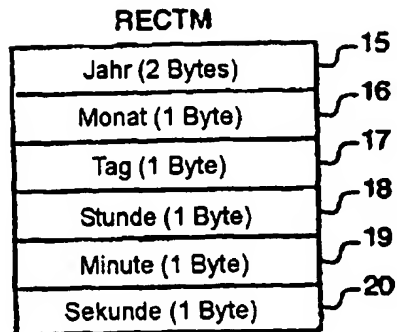 RECTM
Jahr (2 Bytes) 15
Monat (1 Byte) 16
Tag (1 Byte) 17
Stunde (1 Byte) 18
Minute (1 Byte) 19
Sekunde (1 Byte) 20